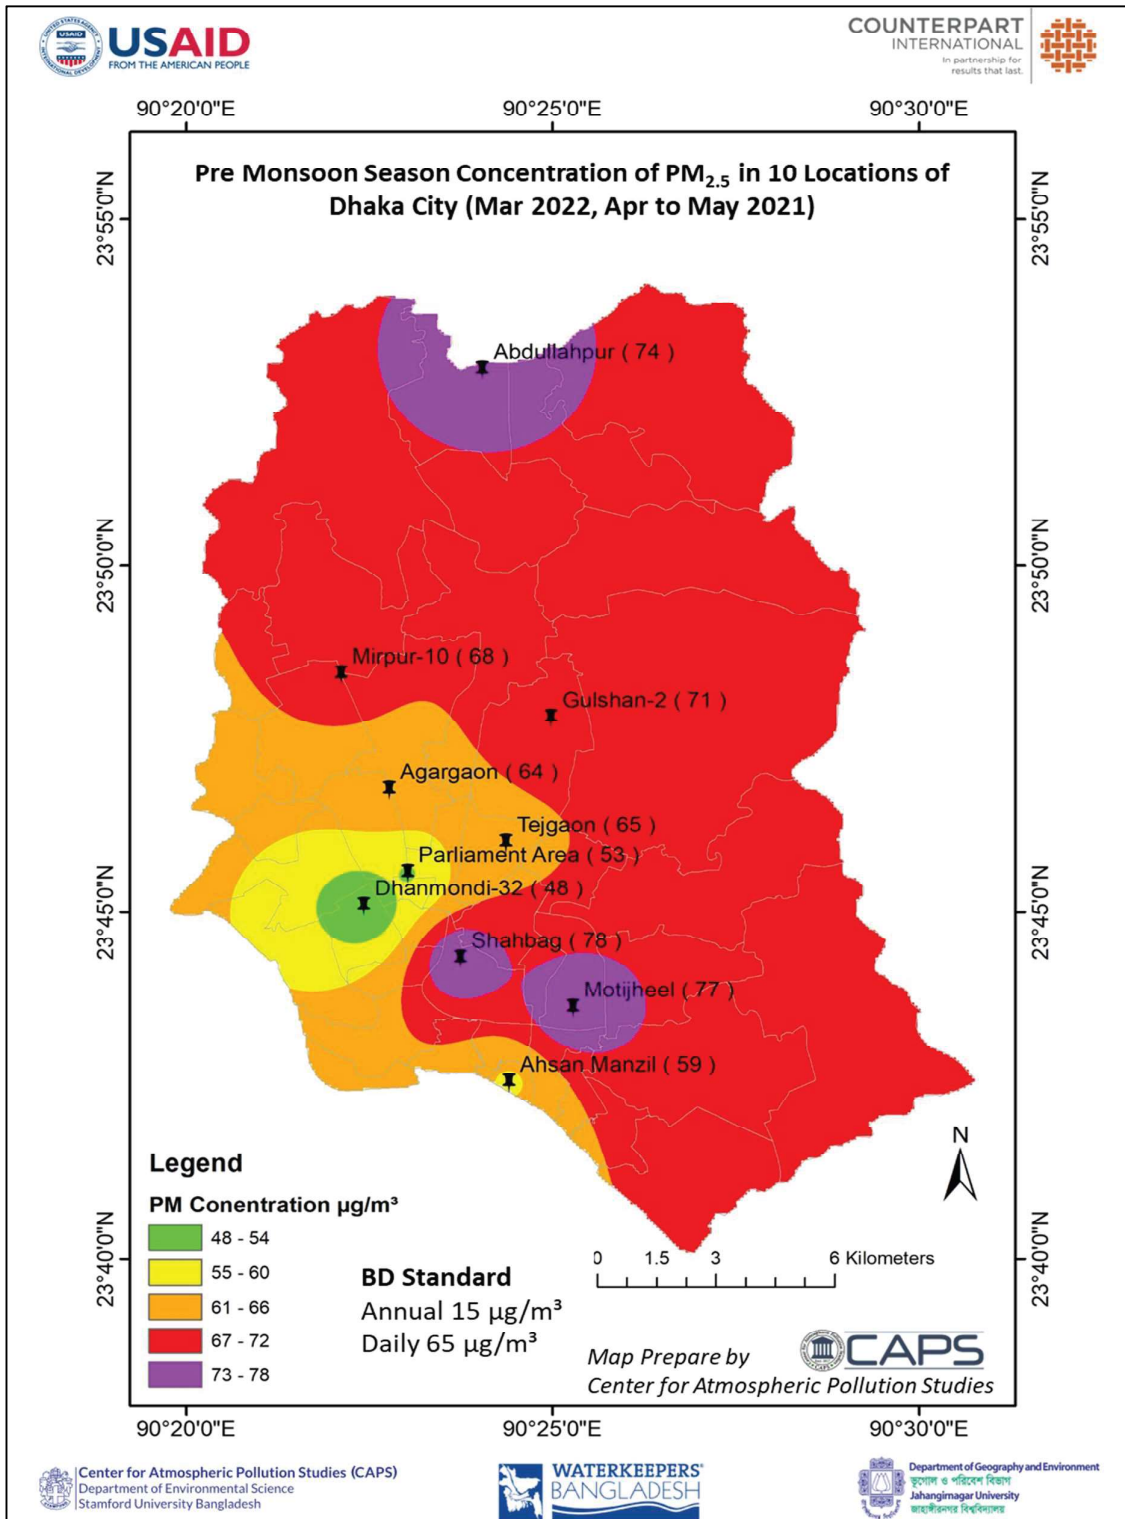 USAID
FROM THE AMERICAN PEOPLE
COUNTERPART
INTERNATIONAL
In partnership for
results that last.
90°20'0"E 90°25'0"E 90°30'0"E
Pre Monsoon Season Concentration of PM2.5 in 10 Locations of
Dhaka City (Mar 2022, Apr to May 2021)
23°55'0"N 23°55'0"N
Abdullahpur ( 74 )
23°50'0"N 23°50'0"N
Mirpur-10 ( 68 )
Gulshan-2 ( 71 )
Agargaon ( 64 )
Tejgaon ( 65 )
Parliament Area ( 53 )
Dhanmondi-32 ( 48 )
23°45'0"N 23°45'0"N
Shahbag ( 78 )
Motijheel ( 77 )
Ahsan Manzil ( 59 )
N
Legend
PM Conentration µg/m³
48 - 54
55 - 60
61 - 66
67 - 72
73 - 78
23°40'0"N 23°40'0"N
0 1.5 3 6 Kilometers
BD Standard
Annual 15 µg/m³
Daily 65 µg/m³
CAPS
Map Prepare by
Center for Atmospheric Pollution Studies
90°20'0"E 90°25'0"E 90°30'0"E
Center for Atmospheric Pollution Studies (CAPS)
Department of Environmental Science
Stamford University Bangladesh
WATERKEEPERS®
BANGLADESH
Department of Geography and Environment
ভূগোল ও পরিবেশ বিভাগ
Jahangirnagar University
জাহাঙ্গীরনগর বিশ্ববিদ্যালয়